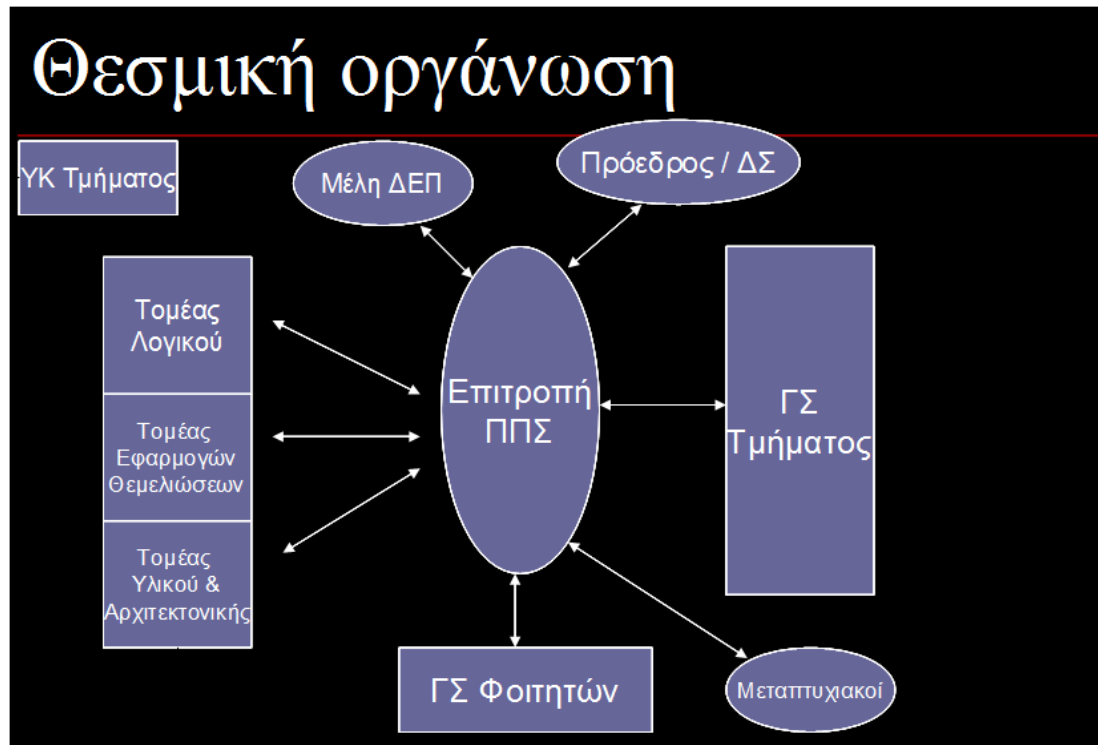 Θεσμική οργάνωση
ΥΚ Τμήματος
Μέλη ΔΕΠ
Πρόεδρος / ΔΣ
Τομέας
Λογικού
Τομέας
Εφαρμογών
Θεμελιώσεων
Τομέας
Υλικού &
Αρχιτεκτονικής
Επιτροπή
ΠΠΣ
ΓΣ
Τμήματος
ΓΣ Φοιτητών
Μεταπτυχιακοί